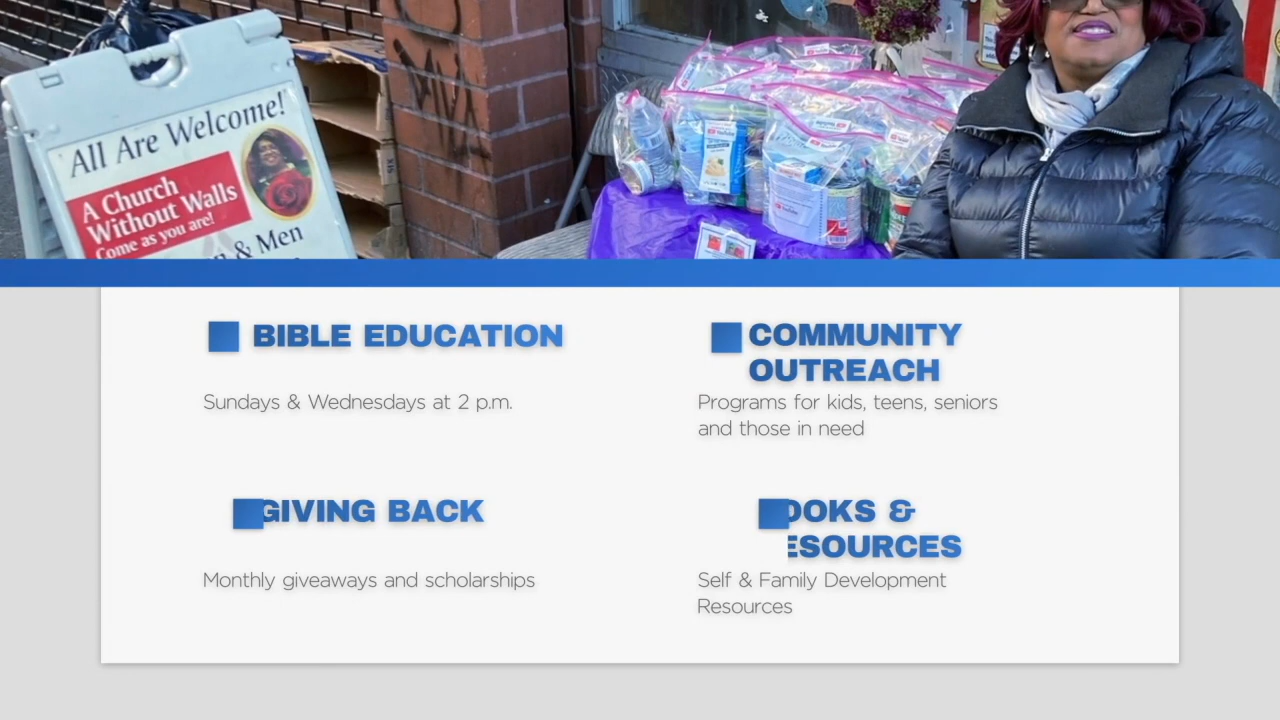 All Are Welcome!
A Church
Without Walls
Come as you are!
& Men
BIBLE EDUCATION
Sundays & Wednesdays at 2 p.m.
COMMUNITY
OUTREACH
Programs for kids, teens, seniors
and those in need
GIVING BACK
Monthly giveaways and scholarships
OOKS &
ESOURCES
Self & Family Development
Resources